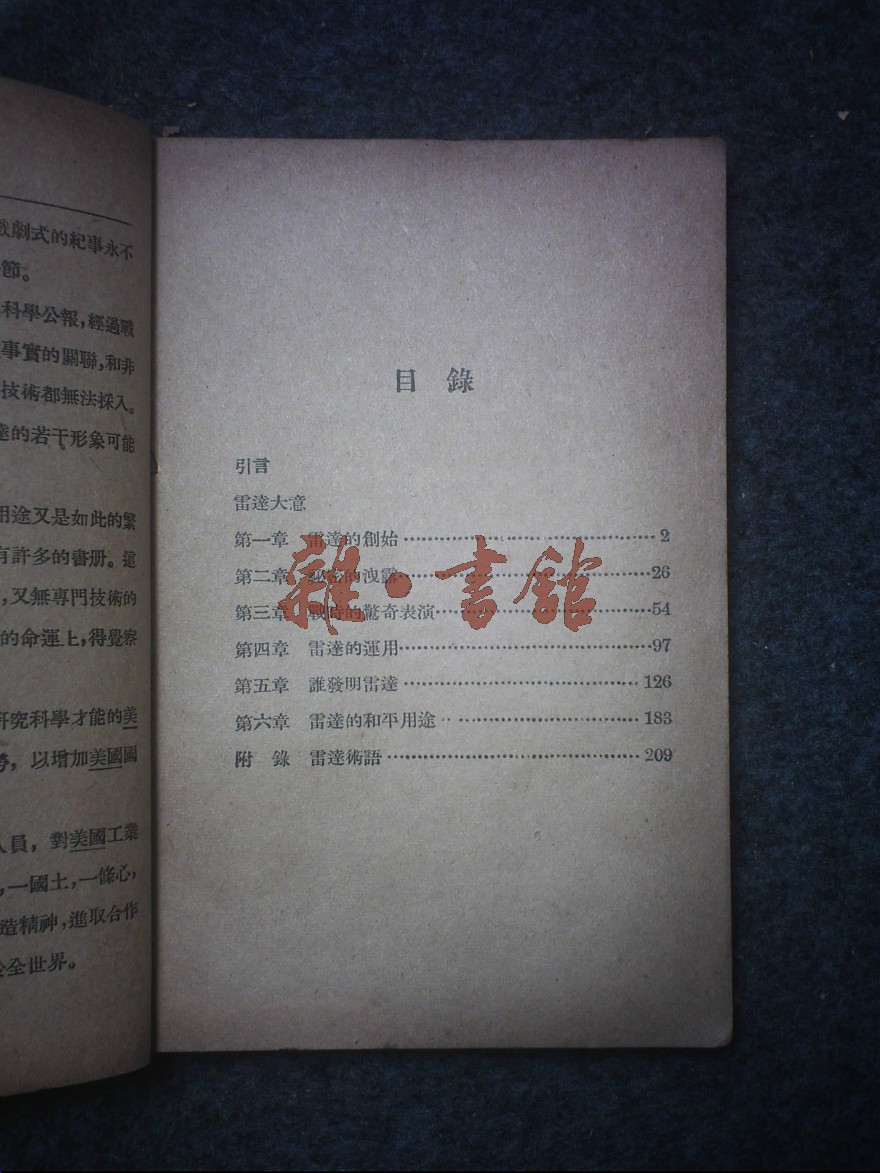 戲劇式的紀事永不
節。
科學公報，經過戰
事實的關聯，和非
技術都無法採入。
達的若干形象可能
用途又是如此的繁
有許多的書册。這
，又無專門技術的
的命運上，得覺察
研究科學才能的美
勞，以增加美國國
人員，對美國工業
，一國土，一條心，
造精神，進取合作
於全世界。
目錄
引言
雷達大意
第一章 雷達的創始……2
第二章 祕密的洩露……26
第三章 戰時的驚奇表演……54
第四章 雷達的運用……97
第五章 誰發明雷達……126
第六章 雷達的和平用途……183
附錄 雷達術語……209
雜·書館